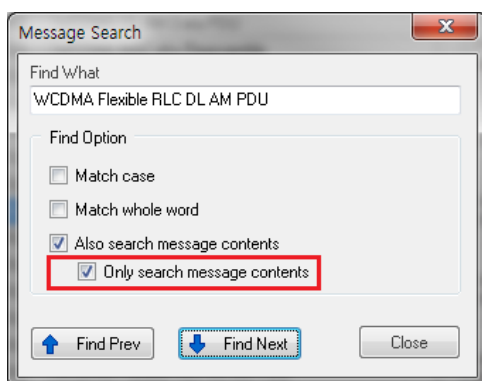 Message Search
Find What
WCDMA Flexible RLC DL AM PDU
Find Option
Match case
Match whole word
Also search message contents
Only search message contents
Find Prev Find Next Close